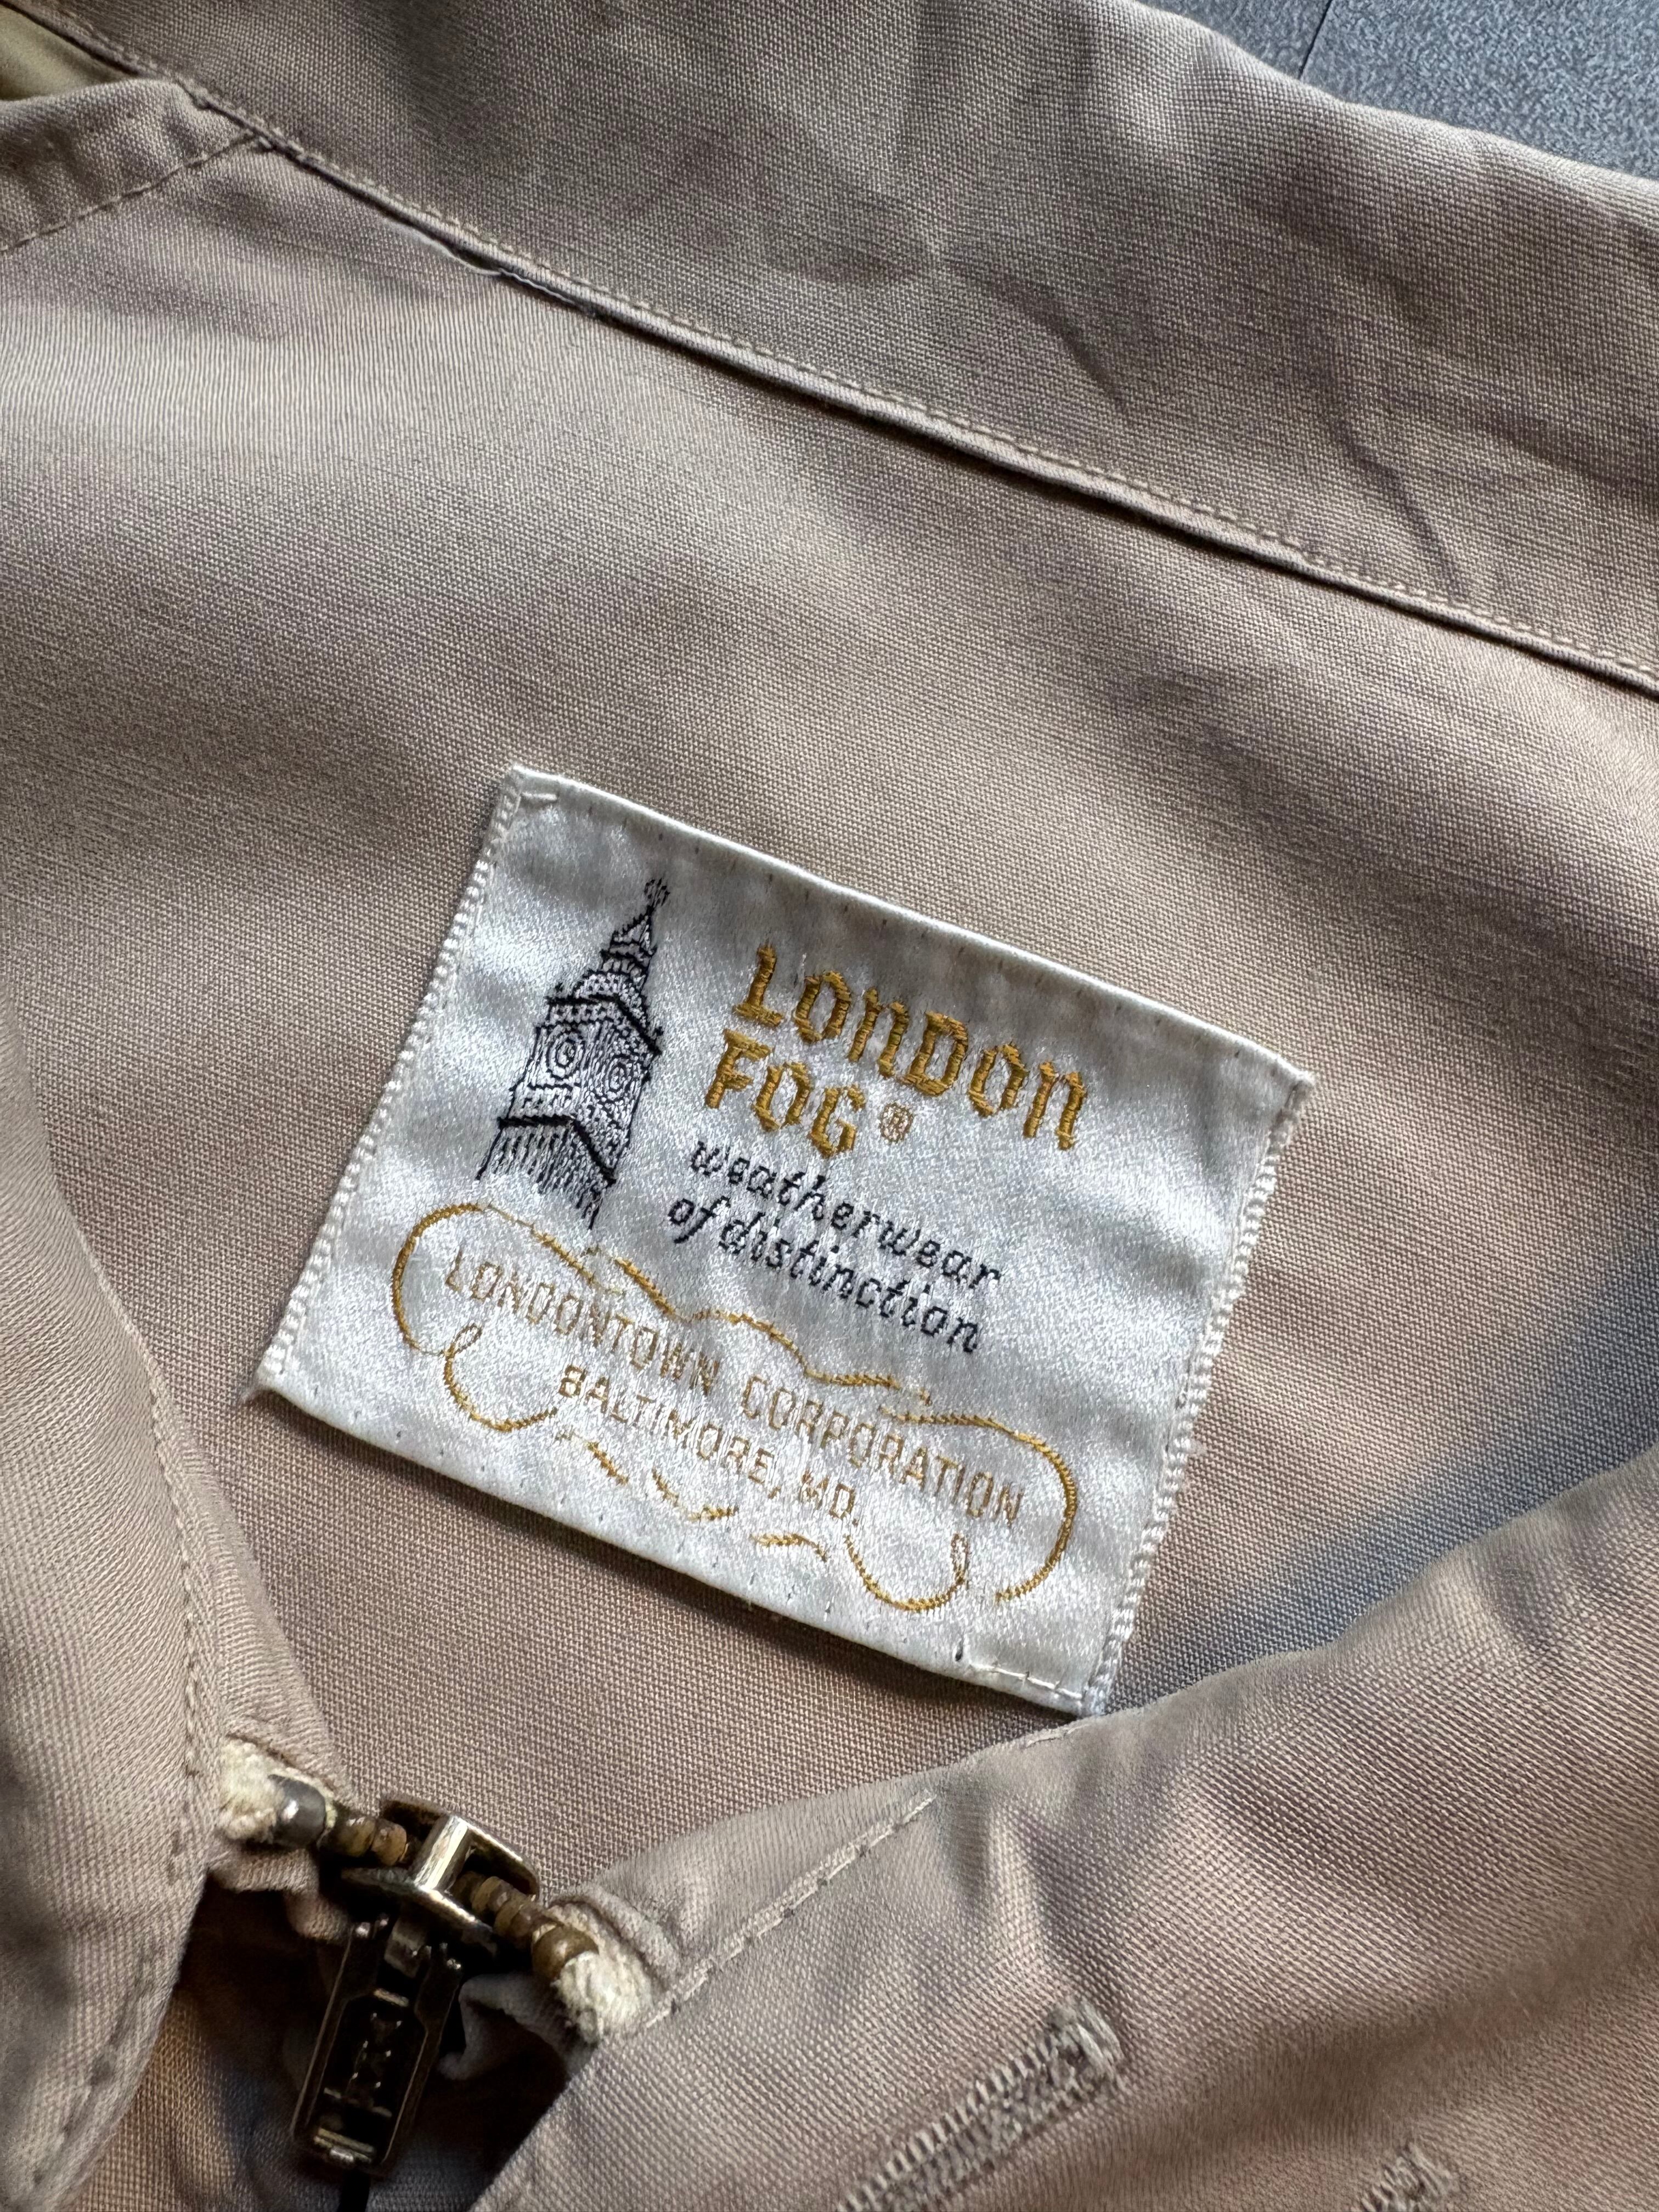 LONDON
FOG®
weatherwear
of distinction
LONDONTOWN CORPORATION
BALTIMORE, MD.